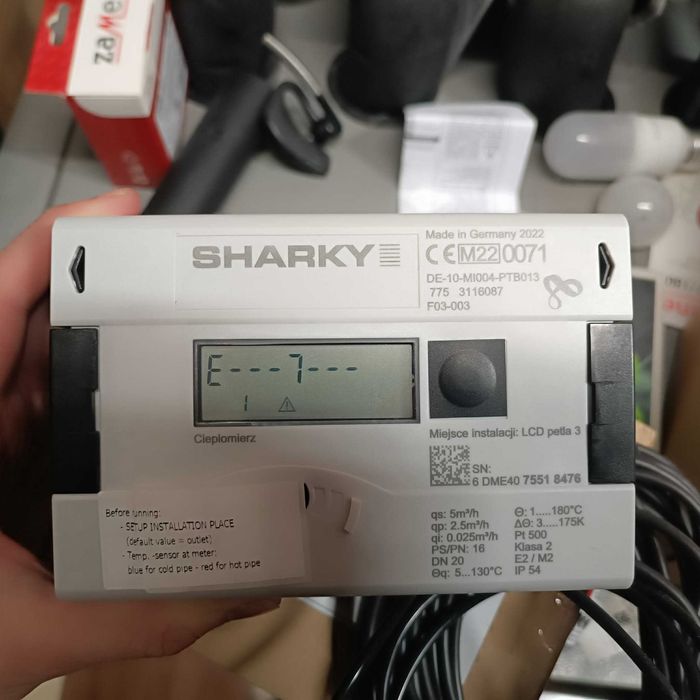 zame
SHARKY
Made in Germany 2022
CE M22 0071
DE-10-MI004-PTB013
775 3116087
F03-003
E---7---
1
Ciepłomierz
Miejsce instalacji: LCD petla 3
SN:
6 DME40 7551 8476
Before running:
- SETUP INSTALLATION PLACE
(default value = outlet)
- Temp. -sensor at meter:
blue for cold pipe - red for hot pipe
qs: 5m³/h
qp: 2.5m³/h
qi: 0.025m³/h
PS/PN: 16
DN 20
Θq: 5...130°C
Θ: 1.....180°C
ΔΘ: 3.....175K
Pt 500
Klasa 2
E2 / M2
IP 54